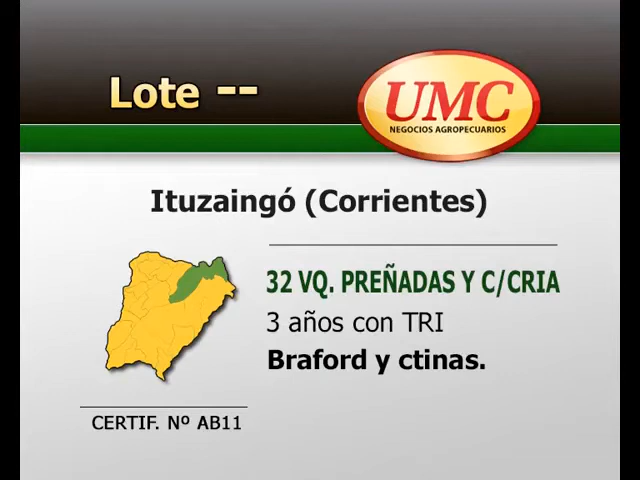 Lote --
UMC
NEGOCIOS AGROPECUARIOS
Ituzaingó (Corrientes)
32 VQ. PREÑADAS Y C/CRIA
3 años con TRI
Braford y ctinas.
CERTIF. Nº AB11